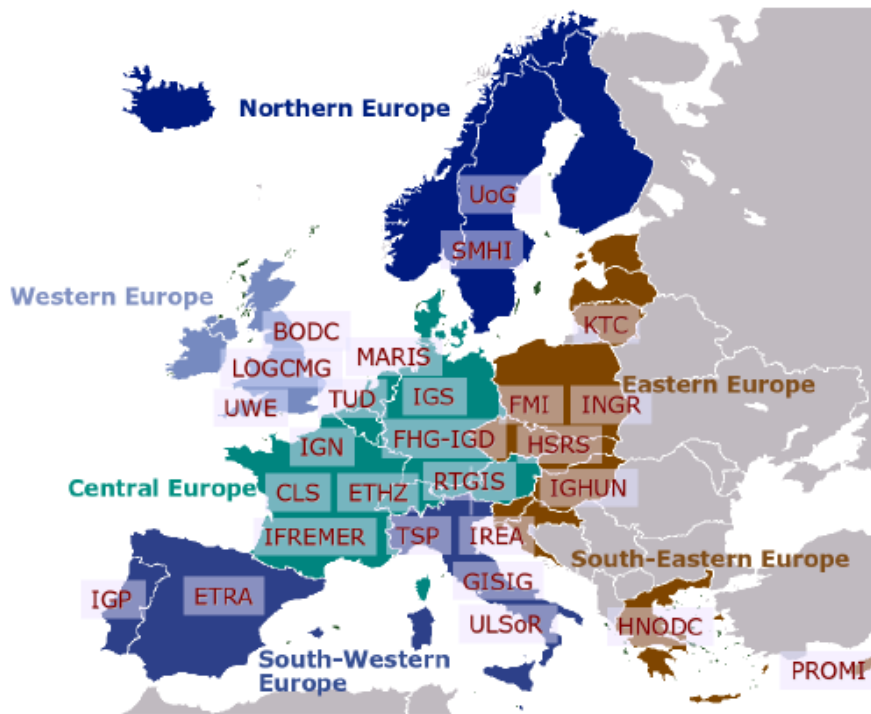 Northern Europe
UoG
SMHI
Western Europe
BODC
KTC
MARIS
LOGCMG
TUD
IGS
Eastern Europe
UWE
FMI
INGR
IGN
FHG-IGD
HSRS
Central Europe
CLS
ETHZ
RTGIS
IGHUN
IFREMER
TSP
IREA
South-Eastern Europe
GISIG
IGP
ETRA
ULSoR
HNODC
South-Western
Europe
PROMI